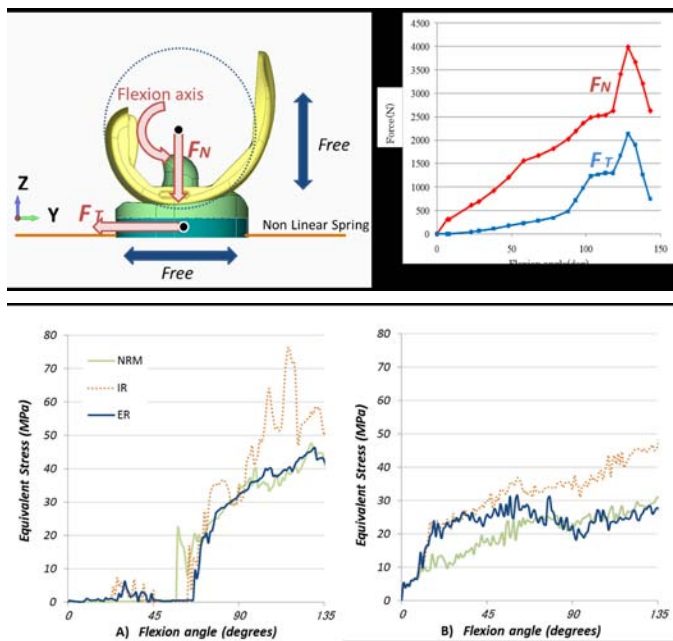 Flexion axis
F_N
Free
Z
Y
F_T
Non Linear Spring
Free
Force(N)
4500
4000
3500
3000
2500
2000
1500
1000
500
0
F_N
F_T
0
50
100
150
Flexion angle(deg)
80
70
60
50
40
30
20
10
0
Equivalent Stress (MPa)
NRM
IR
ER
0
45
90
135
A) Flexion angle (degrees)
80
70
60
50
40
30
20
10
0
Equivalent Stress (MPa)
0
45
90
135
B) Flexion angle (degrees)